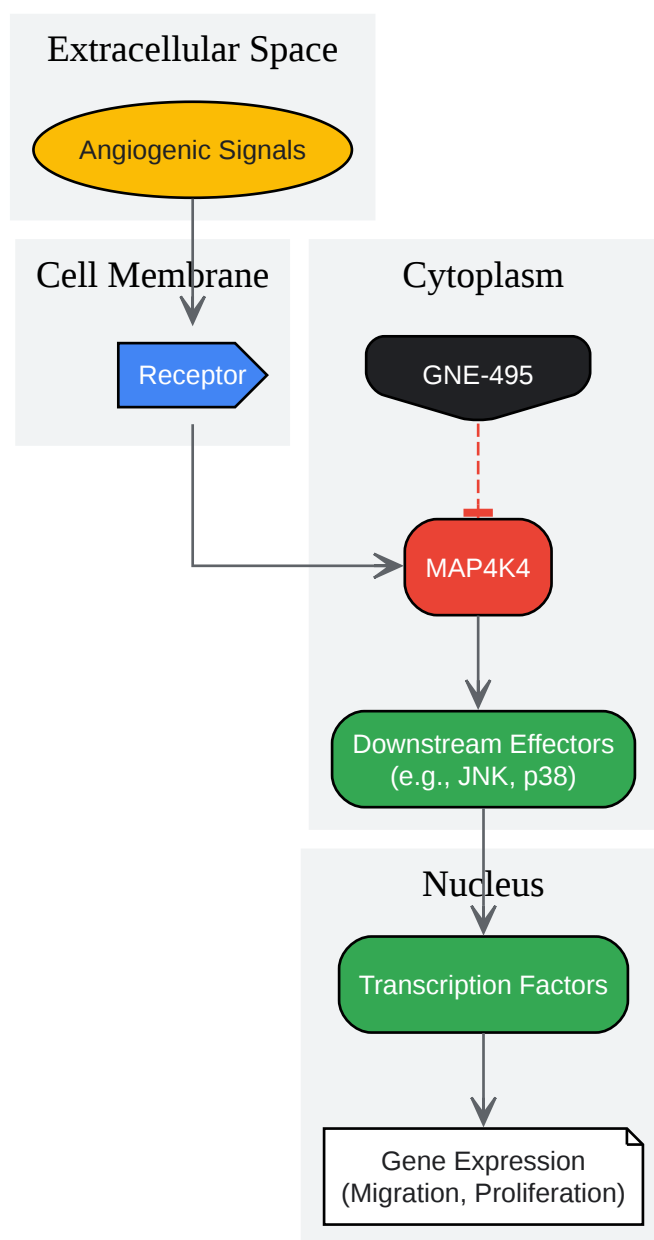 Extracellular Space
Angiogenic Signals
Cell Membrane
Receptor
Cytoplasm
GNE-495
MAP4K4
Downstream Effectors
(e.g., JNK, p38)
Nucleus
Transcription Factors
Gene Expression
(Migration, Proliferation)